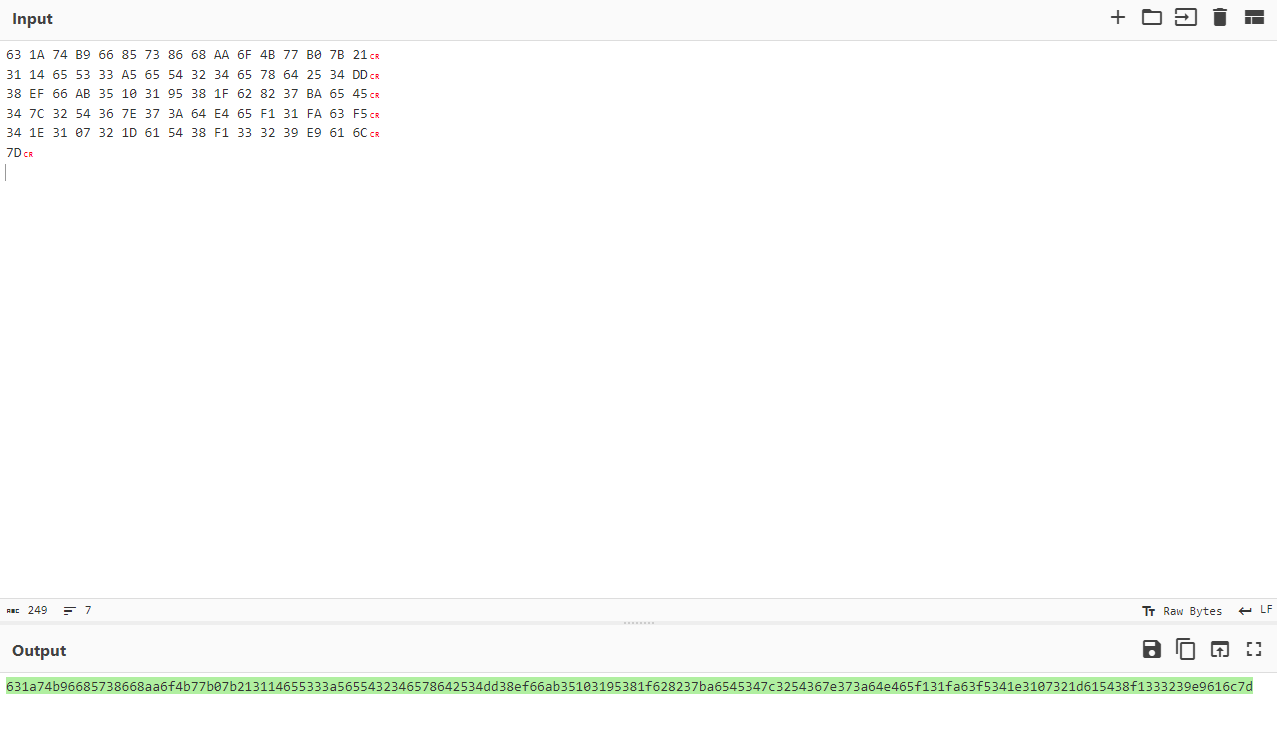 Input
63 1A 74 B9 66 85 73 86 68 AA 6F 4B 77 B0 7B 21CR
31 14 65 53 33 A5 65 54 32 34 65 78 64 25 34 DDCR
38 EF 66 AB 35 10 31 95 38 1F 62 82 37 BA 65 45CR
34 7C 32 54 36 7E 37 3A 64 E4 65 F1 31 FA 63 F5CR
34 1E 31 07 32 1D 61 54 38 F1 33 32 39 E9 61 6CCR
7DCR
ABC 249 7 Tт Raw Bytes LF
Output
631a74b96685738668aa6f4b77b07b213114655333a5655432346578642534dd38ef66ab35103195381f628237ba6545347c3254367e373a64e465f131fa63f5341e3107321d615438f1333239e9616c7d